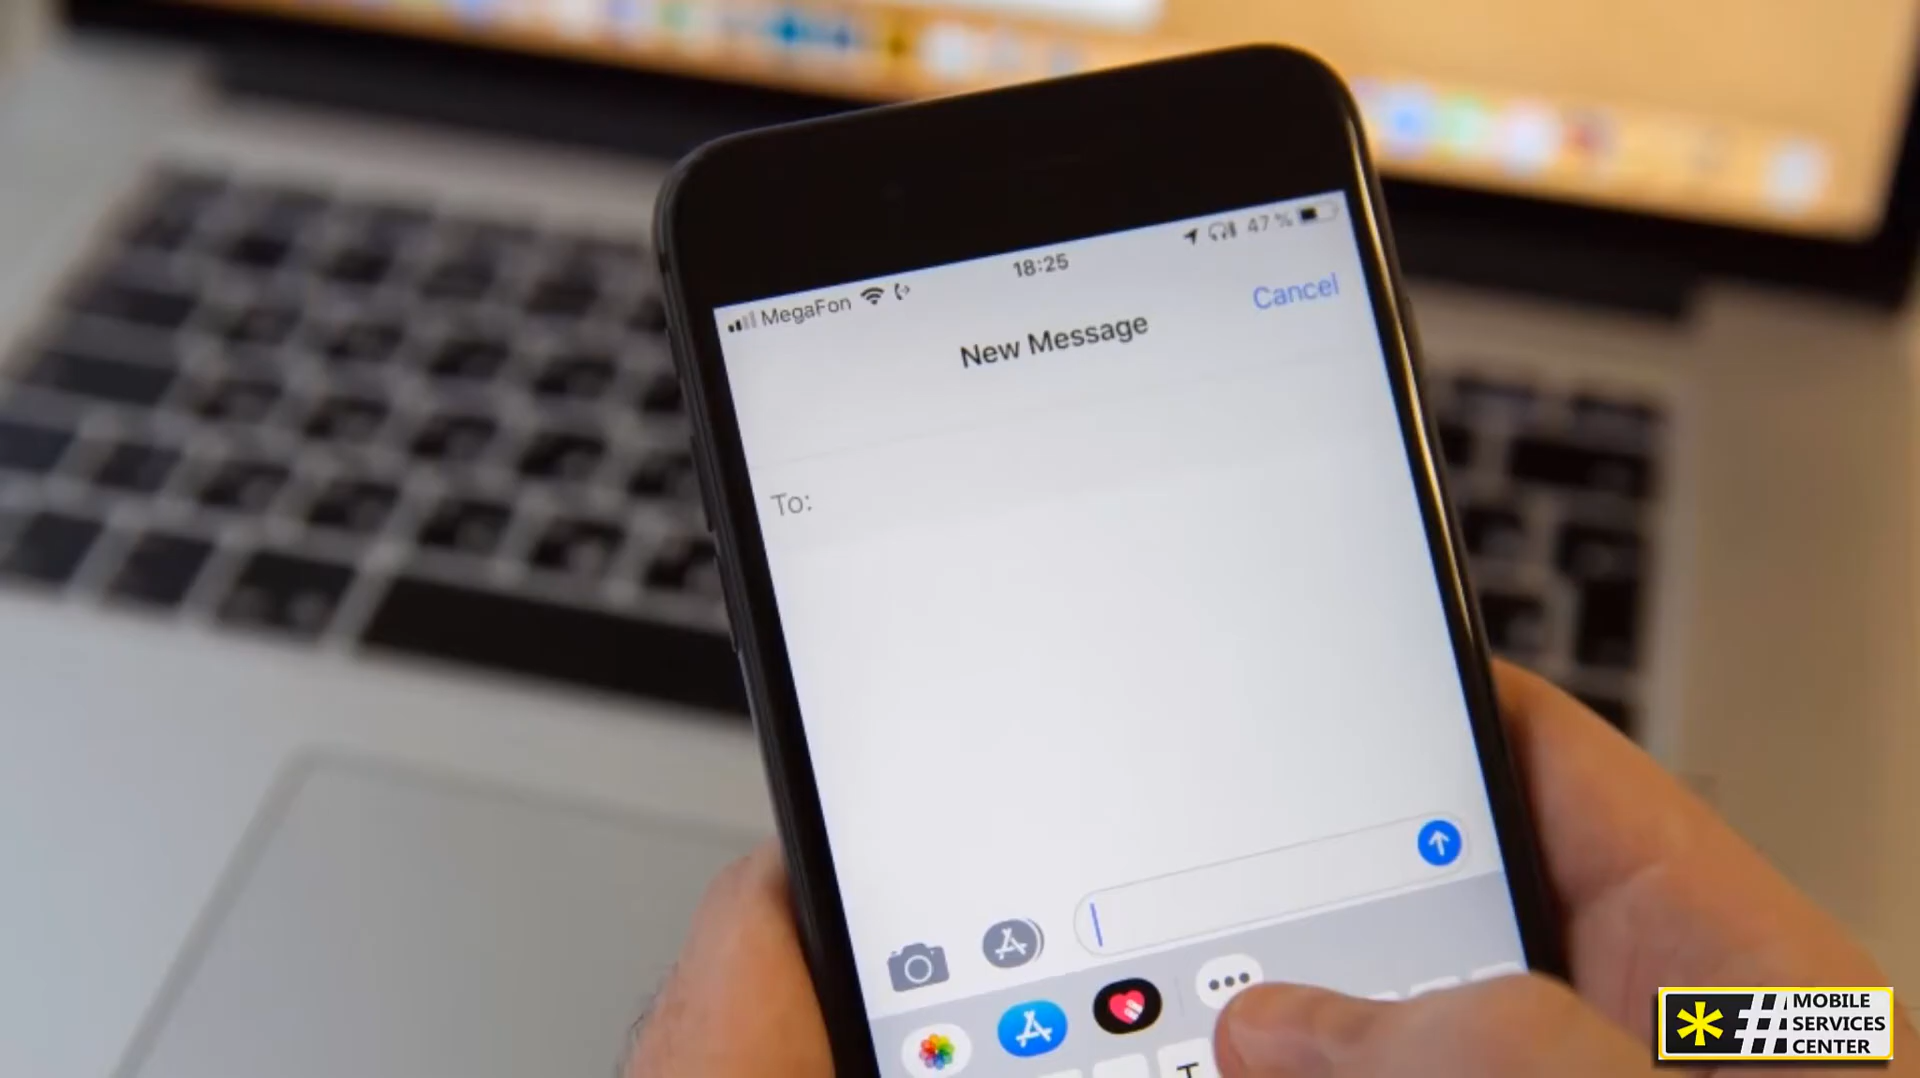 MegaFon
18:25
47 %
New Message
Cancel
To:
T
MOBILE
SERVICES
CENTER